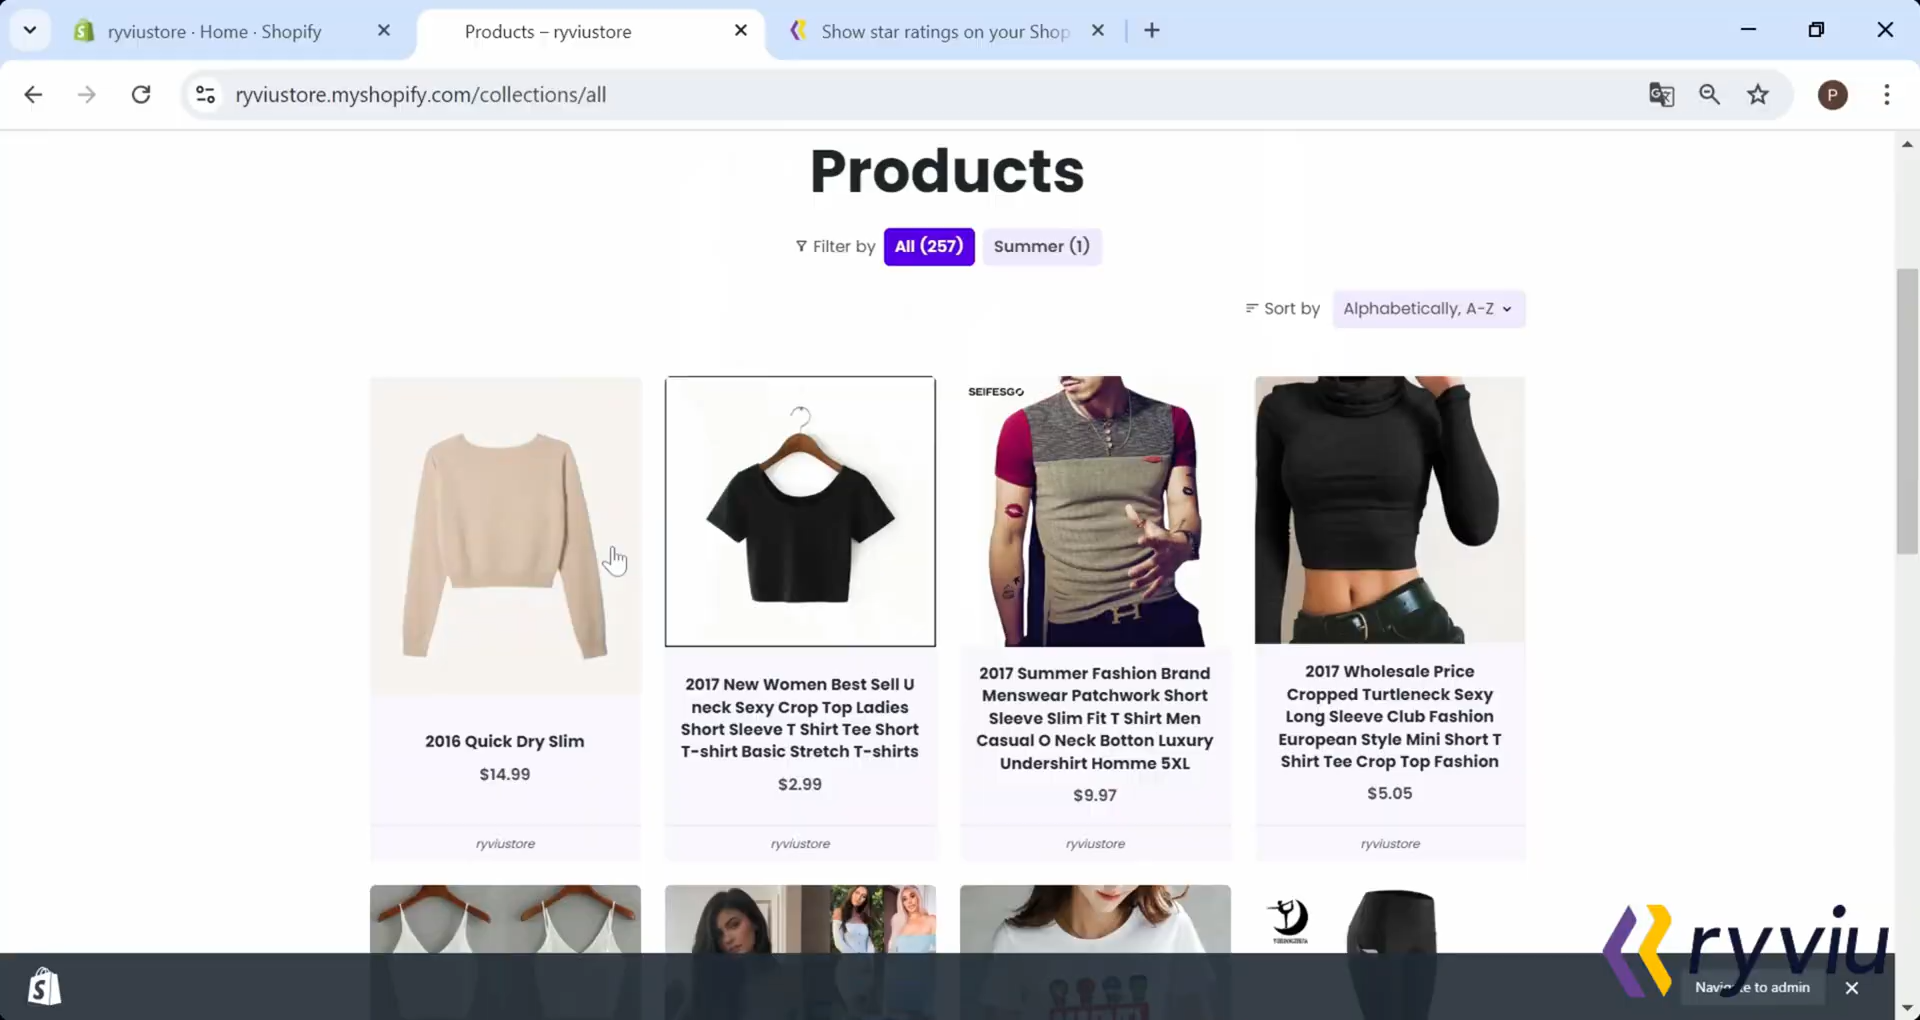 ryviustore · Home · Shopify
Products – ryviustore
Show star ratings on your Shop
ryviustore.myshopify.com/collections/all
P
Products
Filter by
All (257)
Summer (1)
Sort by
Alphabetically, A-Z
SEIFESGO
2016 Quick Dry Slim
$14.99
ryviustore
2017 New Women Best Sell U
neck Sexy Crop Top Ladies
Short Sleeve T Shirt Tee Short
T-shirt Basic Stretch T-shirts
$2.99
ryviustore
2017 Summer Fashion Brand
Menswear Patchwork Short
Sleeve Slim Fit T Shirt Men
Casual O Neck Botton Luxury
Undershirt Homme 5XL
$9.97
ryviustore
2017 Wholesale Price
Cropped Turtleneck Sexy
Long Sleeve Club Fashion
European Style Mini Short T
Shirt Tee Crop Top Fashion
$5.05
ryviustore
ryviu
Navigate to admin